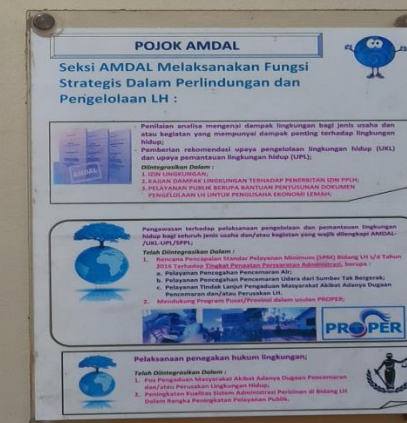 POJOK AMDAL
Seksi AMDAL Melaksanakan Fungsi
Strategis Dalam Perlindungan dan
Pengelolaan LH :
- Penilaian analisa mengenai dampak lingkungan bagi jenis usaha dan
atau kegiatan yang mempunyai dampak penting terhadap lingkungan
hidup;
- Pemberian rekomendasi upaya pengelolaan lingkungan hidup (UKL)
dan upaya pemantauan lingkungan hidup (UPL);
Diintegrasikan Dalam :
1. IZIN LINGKUNGAN;
2. KAJIAN DAMPAK LINGKUNGAN TERHADAP PENERBITAN IZIN PPLH;
3. PELAYANAN PUBLIK BERUPA BANTUAN PENYUSUNAN DOKUMEN
PENGELOLAAN LH UNTUK PENGUSAHA EKONOMI LEMAH;
AMDAL
Pengawasan terhadap pelaksanaan pengelolaan dan pemantauan lingkungan
hidup bagi seluruh jenis usaha dan/atau kegiatan yang wajib dilengkapi AMDAL-
/UKL-UPL/SPPL;
Telah Diintegrasikan Dalam :
1. Rencana Pencapaian Standar Pelayanan Minimum (SPM) Bidang LH s/d Tahun
2016 Terhadap Tingkat Penaatan Persyaratan Administrasi, berupa :
a. Pelayanan Pencegahan Pencemaran Air;
b. Pelayanan Pencegahan Pencemaran Udara dari Sumber Tak Bergerak;
c. Pelayanan Tindak Lanjut Pengaduan Masyarakat Akibat Adanya Dugaan
Pencemaran dan/atau Perusakan LH.
2. Mendukung Program Pusat/Provinsi dalam usulan PROPER;
PROPER
Pelaksanaan penegakan hukum lingkungan;
Telah Diintegrasikan Dalam :
1. Pos Pengaduan Masyarakat Akibat Adanya Dugaan Pencemaran
dan/atau Perusakan Lingkungan Hidup;
2. Peningkatan Kualitas Sistem Administrasi Perizinan di Bidang LH
Dalam Rangka Peningkatan Pelayanan Publik.